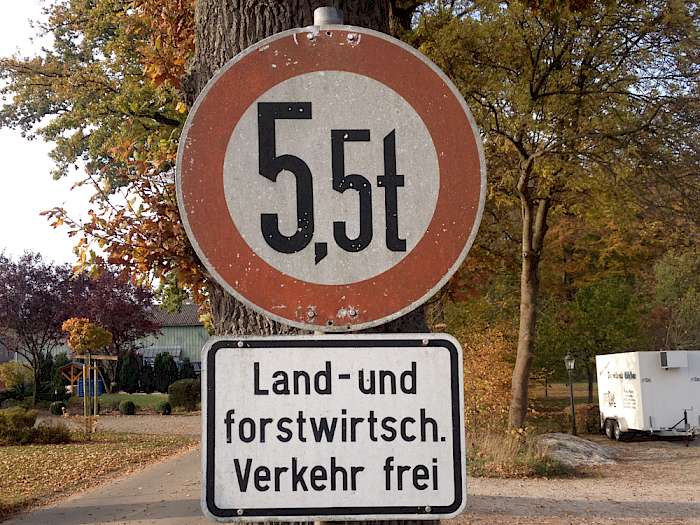 5,5t
Land-und
forstwirtsch.
Verkehr frei